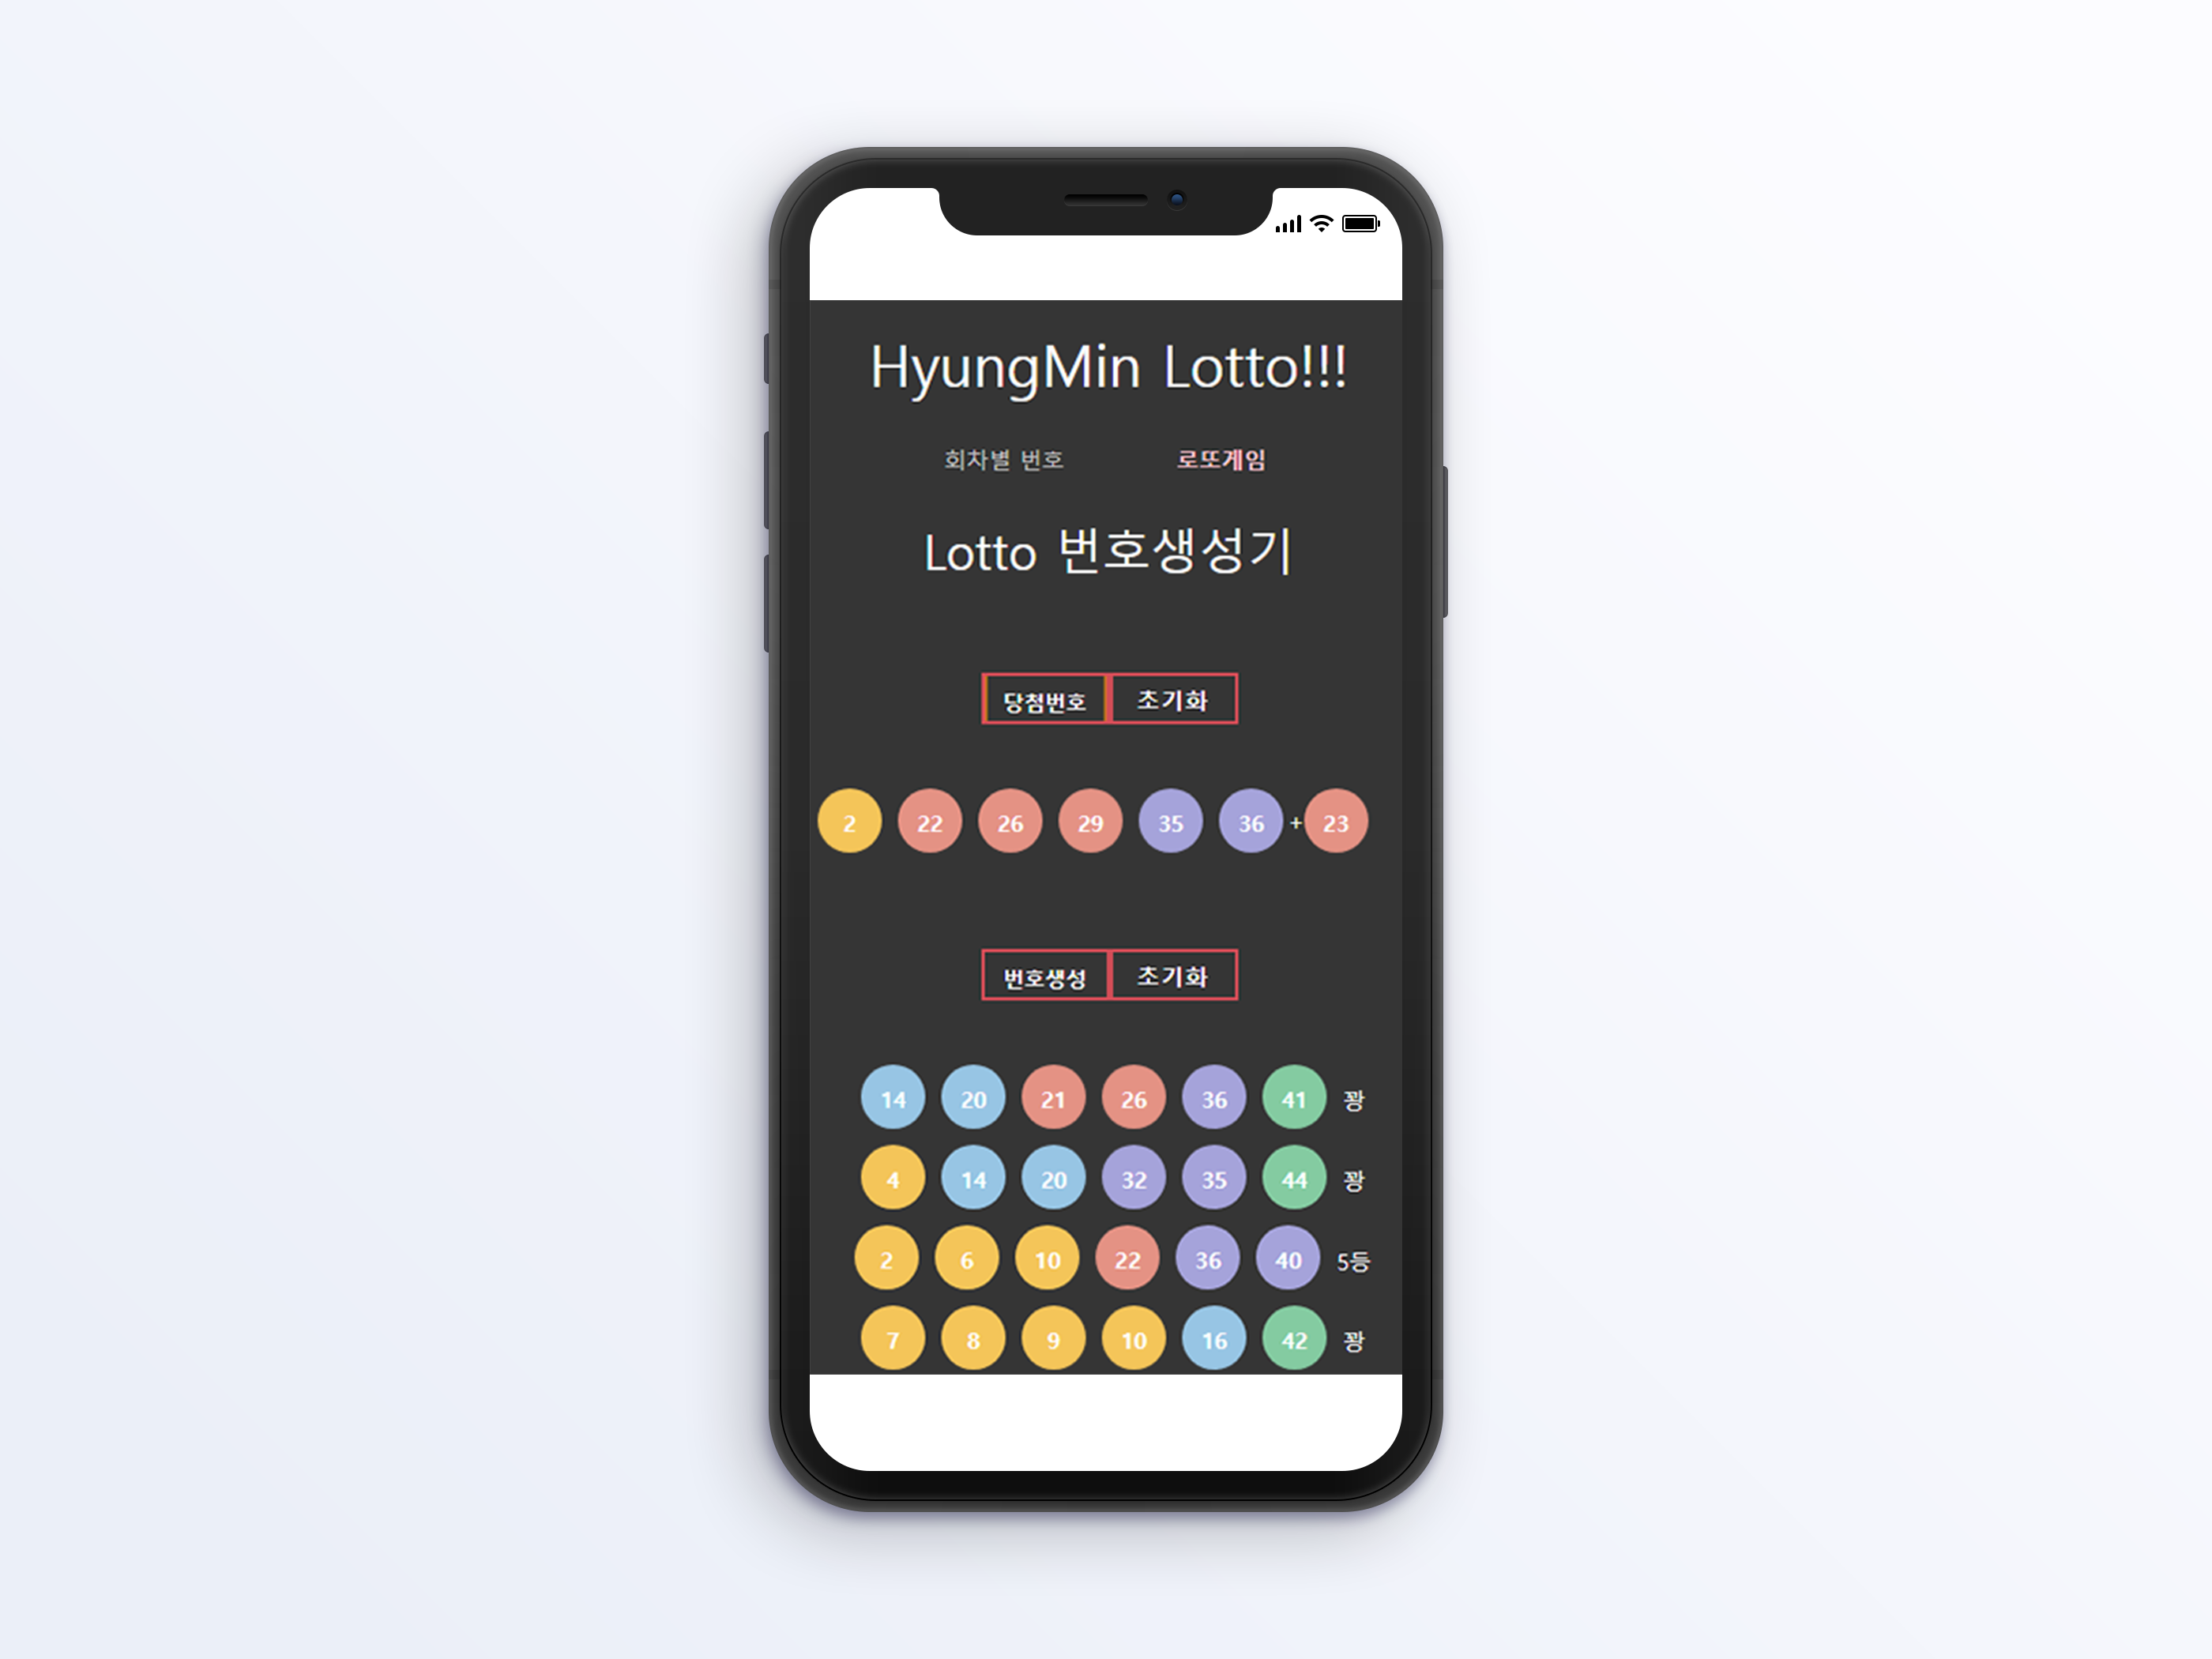 HyungMin Lotto!!!
회차별 번호 로또게임
Lotto 번호생성기
당첨번호 초기화
2 22 26 29 35 36 + 23
번호생성 초기화
14 20 21 26 36 41 꽝
4 14 20 32 35 44 꽝
2 6 10 22 36 40 5등
7 8 9 10 16 42 꽝